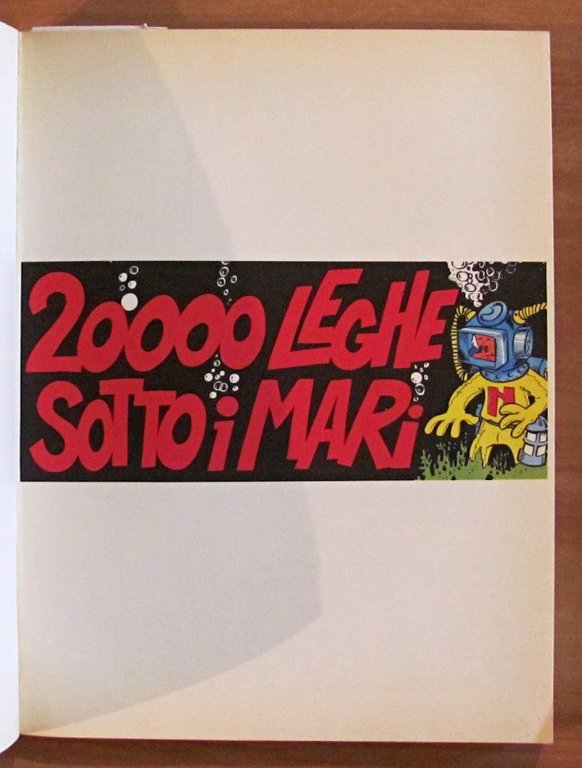 20000 LEGHE
SOTTO i MARi
N